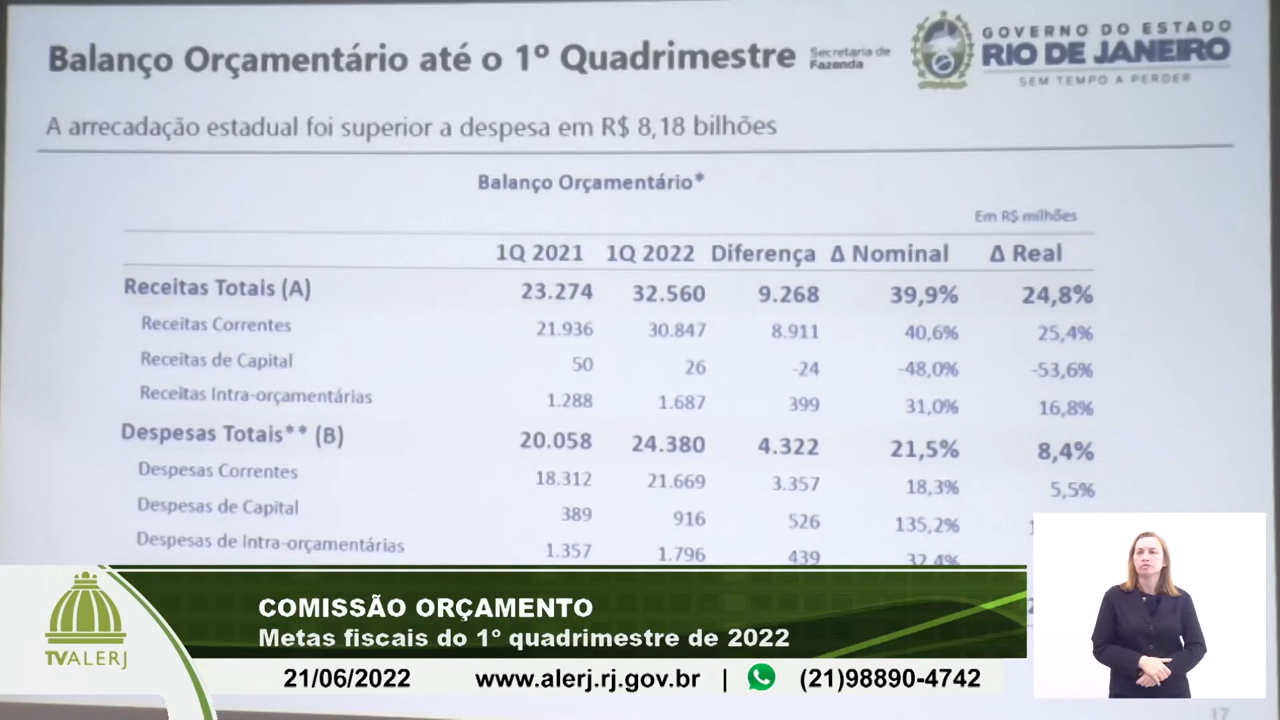 Balanço Orçamentário até o 1º Quadrimestre
Secretaria de
Fazenda
GOVERNO DO ESTADO
RIO DE JANEIRO
SEM TEMPO A PERDER
A arrecadação estadual foi superior a despesa em R$ 8,18 bilhões
Balanço Orçamentário*
Em R$ milhões
1Q 2021 1Q 2022 Diferença Δ Nominal Δ Real
Receitas Totais (A) 23.274 32.560 9.268 39,9% 24,8%
Receitas Correntes 21.936 30.847 8.911 40,6% 25,4%
Receitas de Capital 50 26 -24 -48,0% -53,6%
Receitas Intra-orçamentárias 1.288 1.687 399 31,0% 16,8%
Despesas Totais** (B) 20.058 24.380 4.322 21,5% 8,4%
Despesas Correntes 18.312 21.669 3.357 18,3% 5,5%
Despesas de Capital 389 916 526 135,2%
Despesas de Intra-orçamentárias 1.357 1.796 439 32,4%
COMISSÃO ORÇAMENTO
Metas fiscais do 1º quadrimestre de 2022
TVALERJ
21/06/2022 www.alerj.rj.gov.br | (21)98890-4742
17